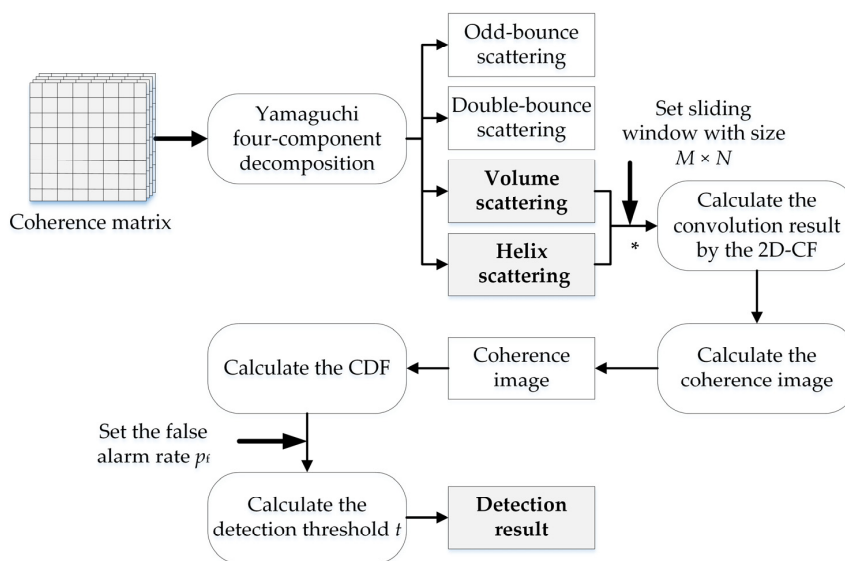 Odd-bounce
scattering
Double-bounce
scattering
Yamaguchi
four-component
decomposition
Volume
scattering
Helix
scattering
Coherence matrix
Set sliding
window with size
M × N
*
Calculate the
convolution result
by the 2D-CF
Calculate the
coherence image
Coherence
image
Calculate the CDF
Set the false
alarm rate pf
Calculate the
detection threshold t
Detection
result